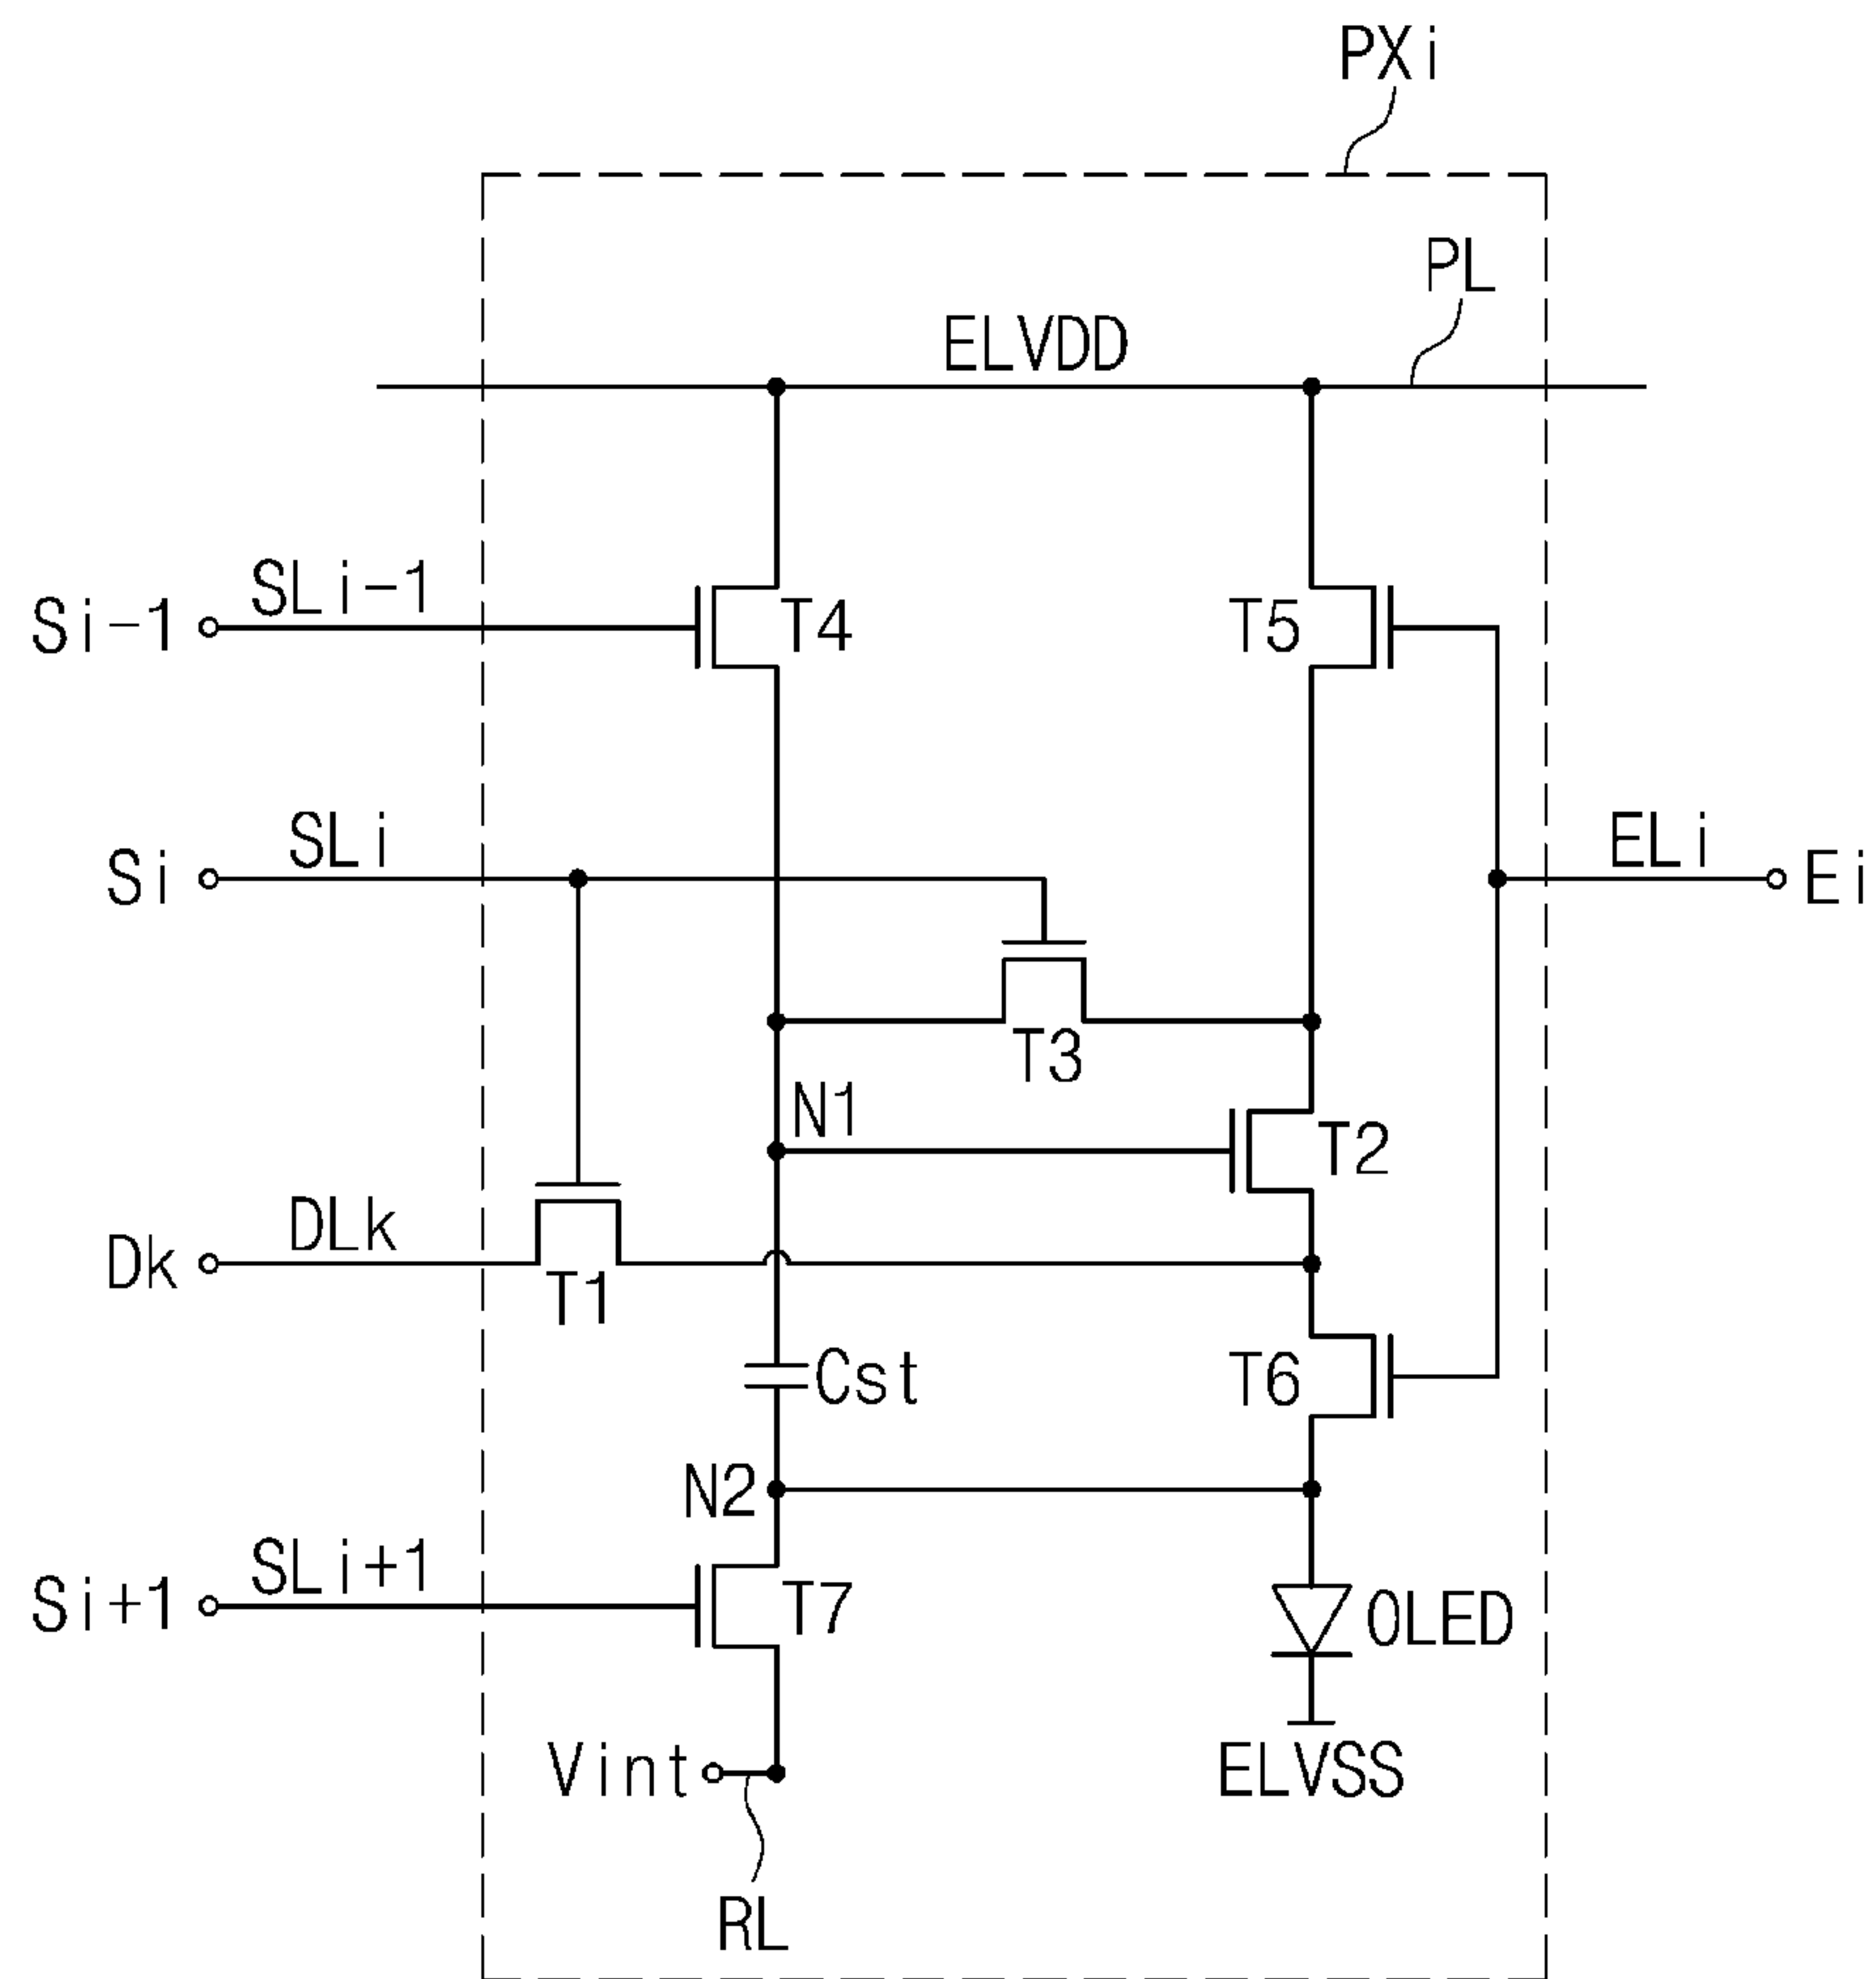 PXi
PL
ELVDD
SLi-1
Si-1
T4
T5
SLi
Si
ELi
Ei
T3
N1
T2
DLk
Dk
T1
Cst
T6
N2
SLi+1
Si+1
T7
OLED
Vint
ELVSS
RL